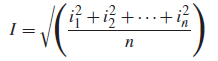 I = √((i₁² + i₂² + ⋯ + iₙ²) / n)